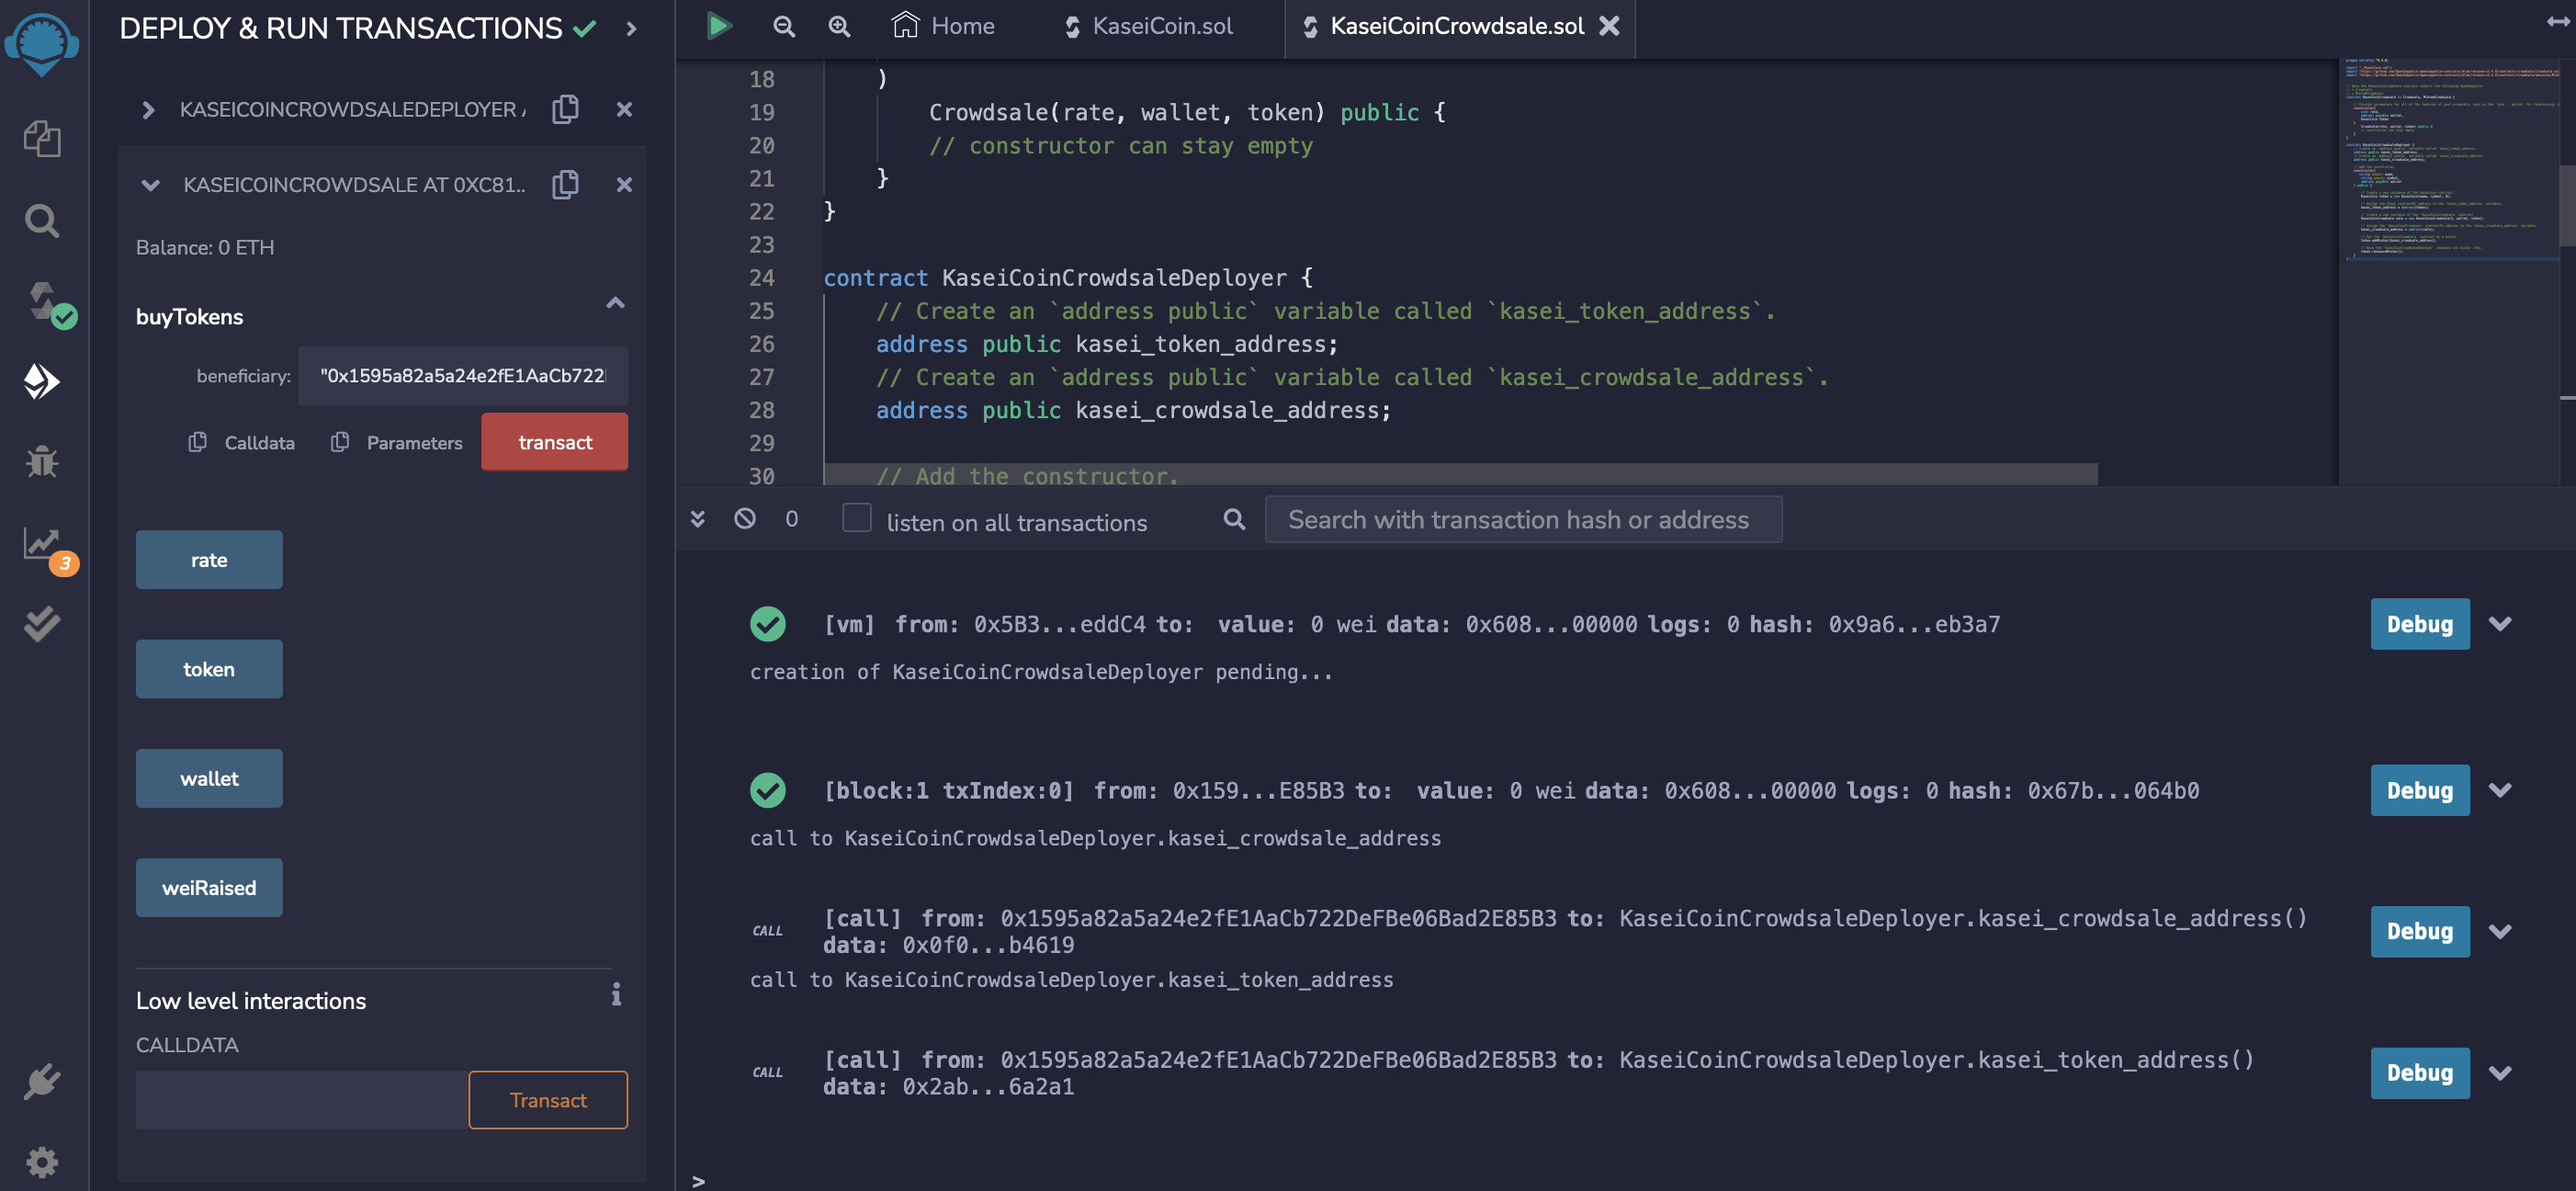 DEPLOY & RUN TRANSACTIONS
KASEICOINCROWDSALEDEPLOYER
KASEICOINCROWDSALE AT 0XC81...
Balance: 0 ETH
buyTokens
beneficiary: "0x1595a82a5a24e2fE1AaCb722
Calldata Parameters transact
rate
token
wallet
weiRaised
Low level interactions
CALLDATA
Transact
3
Home KaseiCoin.sol KaseiCoinCrowdsale.sol
18 )
19 Crowdsale(rate, wallet, token) public {
20 // constructor can stay empty
21 }
22 }
23
24 contract KaseiCoinCrowdsaleDeployer {
25 // Create an `address public` variable called `kasei_token_address`.
26 address public kasei_token_address;
27 // Create an `address public` variable called `kasei_crowdsale_address`.
28 address public kasei_crowdsale_address;
29
30 // Add the constructor.
0 listen on all transactions Search with transaction hash or address
[vm] from: 0x5B3...eddC4 to: value: 0 wei data: 0x608...00000 logs: 0 hash: 0x9a6...eb3a7 Debug
creation of KaseiCoinCrowdsaleDeployer pending...
[block:1 txIndex:0] from: 0x159...E85B3 to: value: 0 wei data: 0x608...00000 logs: 0 hash: 0x67b...064b0 Debug
call to KaseiCoinCrowdsaleDeployer.kasei_crowdsale_address
CALL [call] from: 0x1595a82a5a24e2fE1AaCb722DeFBe06Bad2E85B3 to: KaseiCoinCrowdsaleDeployer.kasei_crowdsale_address() Debug
data: 0x0f0...b4619
call to KaseiCoinCrowdsaleDeployer.kasei_token_address
CALL [call] from: 0x1595a82a5a24e2fE1AaCb722DeFBe06Bad2E85B3 to: KaseiCoinCrowdsaleDeployer.kasei_token_address() Debug
data: 0x2ab...6a2a1
>